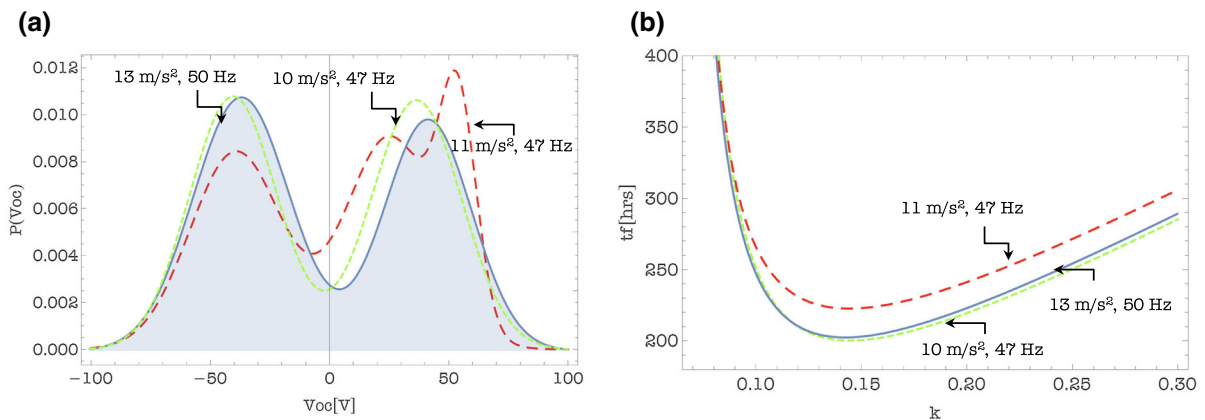 (a)
0.012
0.010
0.008
0.006
0.004
0.002
0.000
P(Voc)
13 m/s², 50 Hz
10 m/s², 47 Hz
11 m/s², 47 Hz
-100
-50
0
50
100
Voc[V]
(b)
400
350
300
250
200
tf[hrs]
11 m/s², 47 Hz
13 m/s², 50 Hz
10 m/s², 47 Hz
0.10
0.15
0.20
0.25
0.30
k